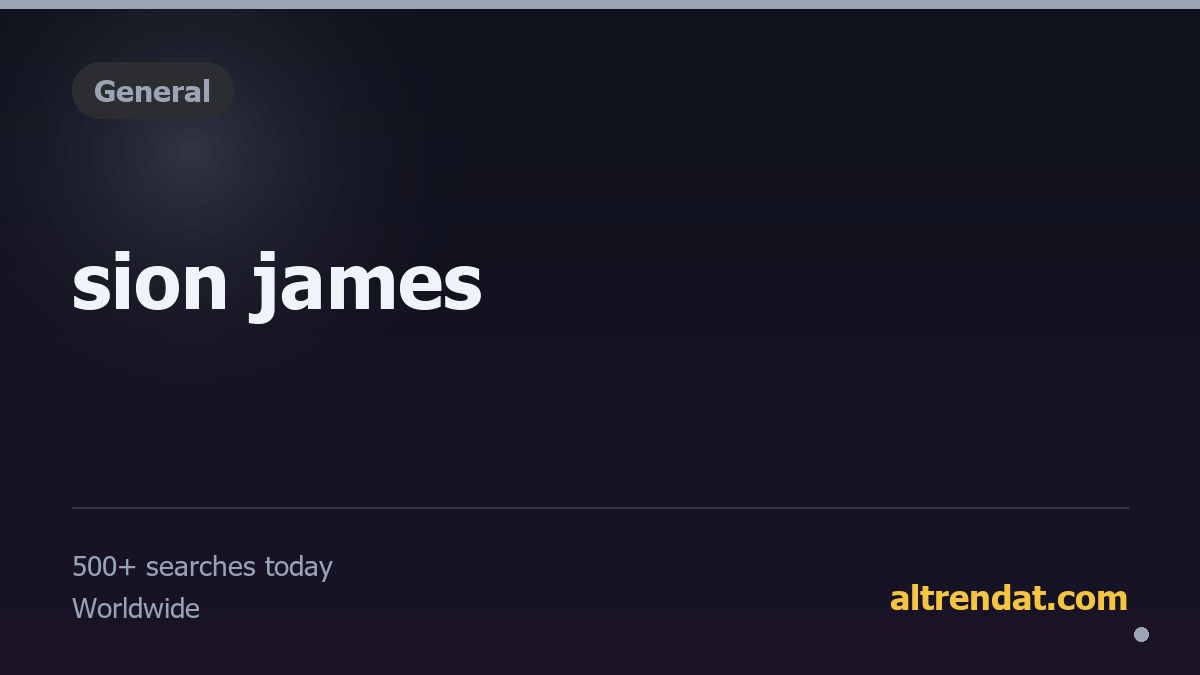 General
sion james
500+ searches today
Worldwide
altrendat.com